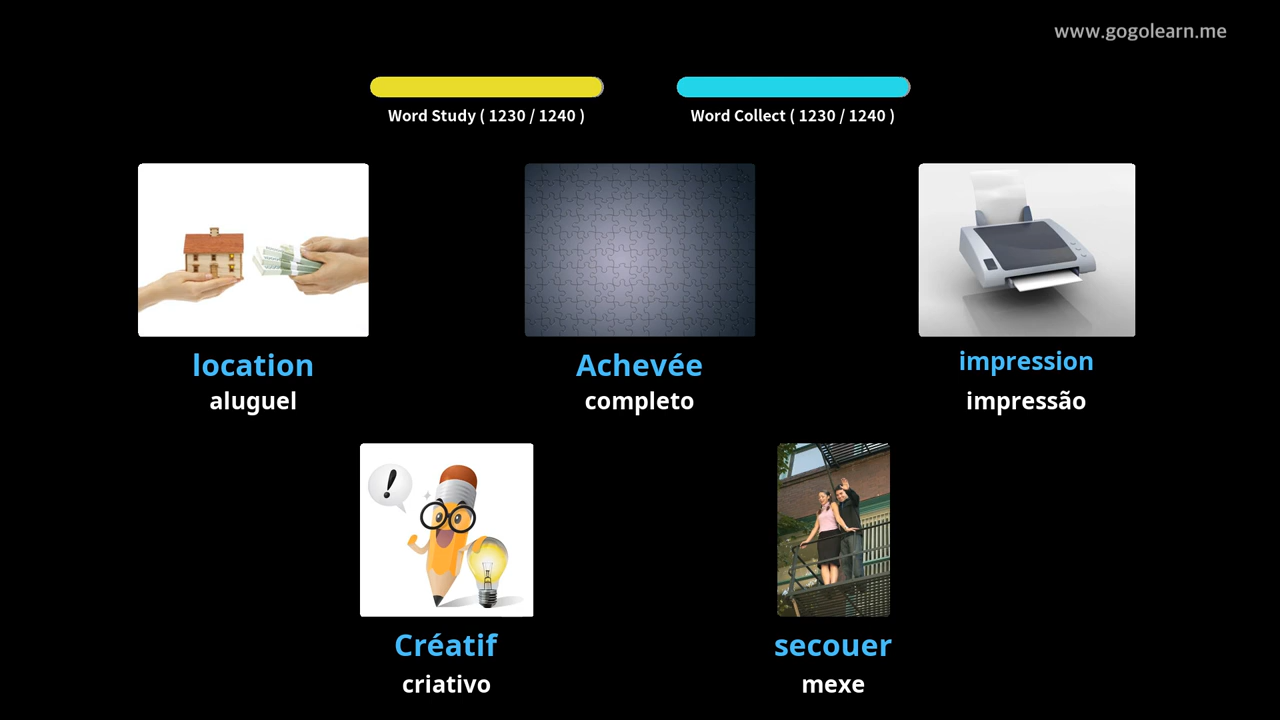 www.gogolearn.me
Word Study ( 1230 / 1240 )
Word Collect ( 1230 / 1240 )
location
aluguel
Achevée
completo
impression
impressão
!
Créatif
criativo
secouer
mexe